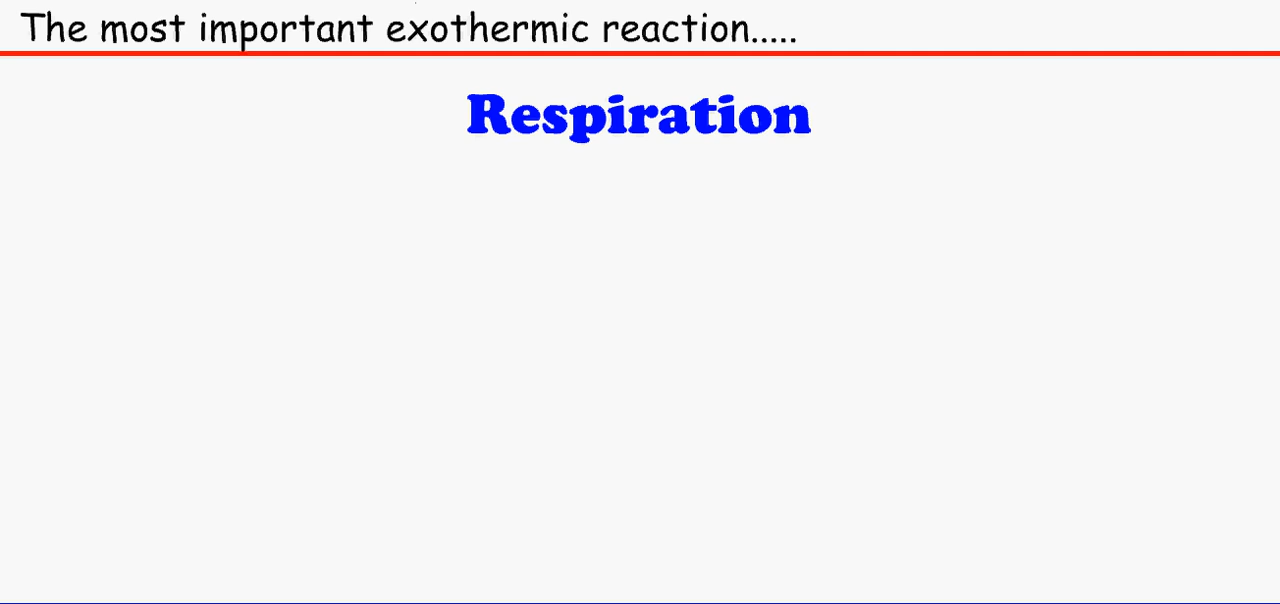 The most important exothermic reaction.....
Respiration